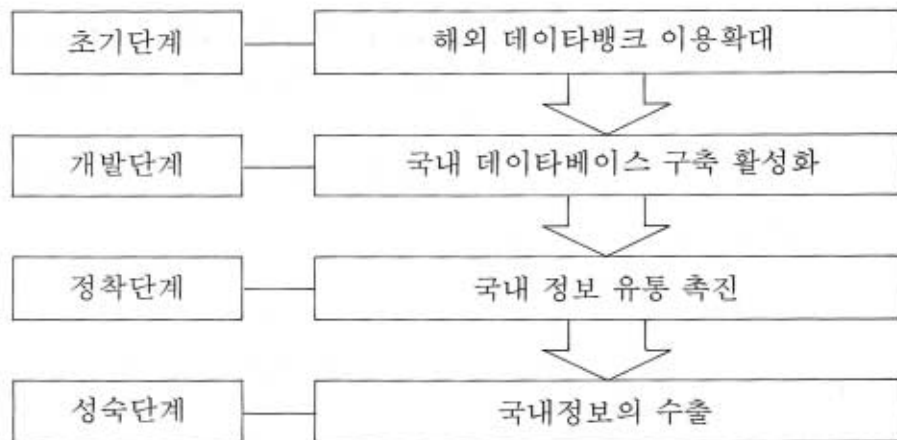 초기단계
해외 데이타뱅크 이용확대
개발단계
국내 데이타베이스 구축 활성화
정착단계
국내 정보 유통 촉진
성숙단계
국내정보의 수출